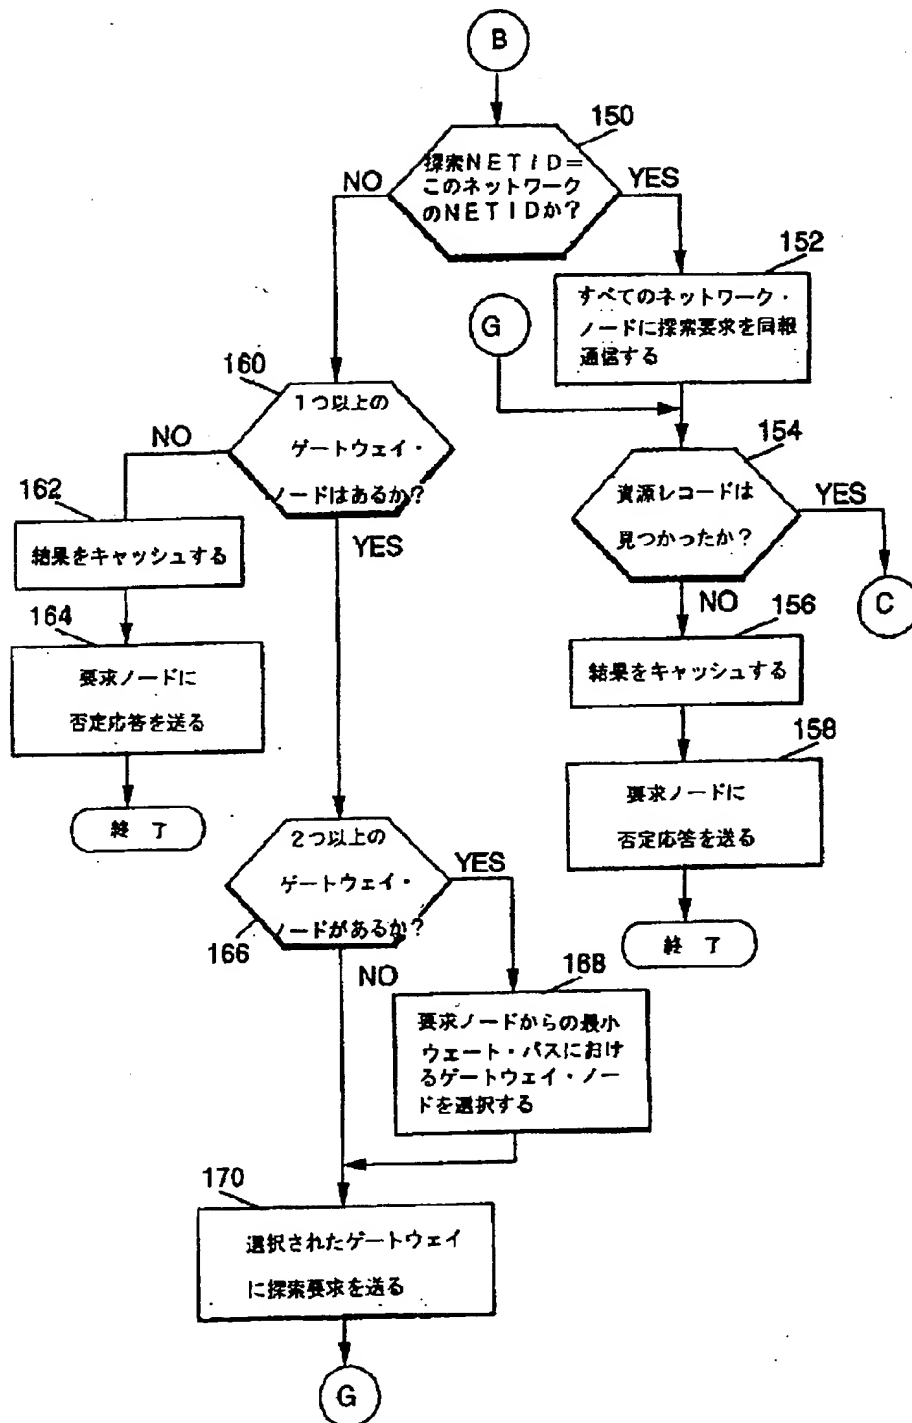 B
150
探索NETID=
このネットワーク
のNETIDか?
NO
YES
152
すべてのネットワーク・
ノードに探索要求を同報
通信する
G
160
1つ以上の
ゲートウェイ・
ノードはあるか?
NO
YES
154
資源レコードは
見つかったか?
YES
NO
C
162
結果をキャッシュする
164
要求ノードに
否定応答を送る
終了
156
結果をキャッシュする
158
要求ノードに
否定応答を送る
終了
2つ以上の
ゲートウェイ・
ノードがあるか?
166
YES
NO
168
要求ノードからの最小
ウェート・パスにおけ
るゲートウェイ・ノー
ドを選択する
170
選択されたゲートウェイ
に探索要求を送る
G